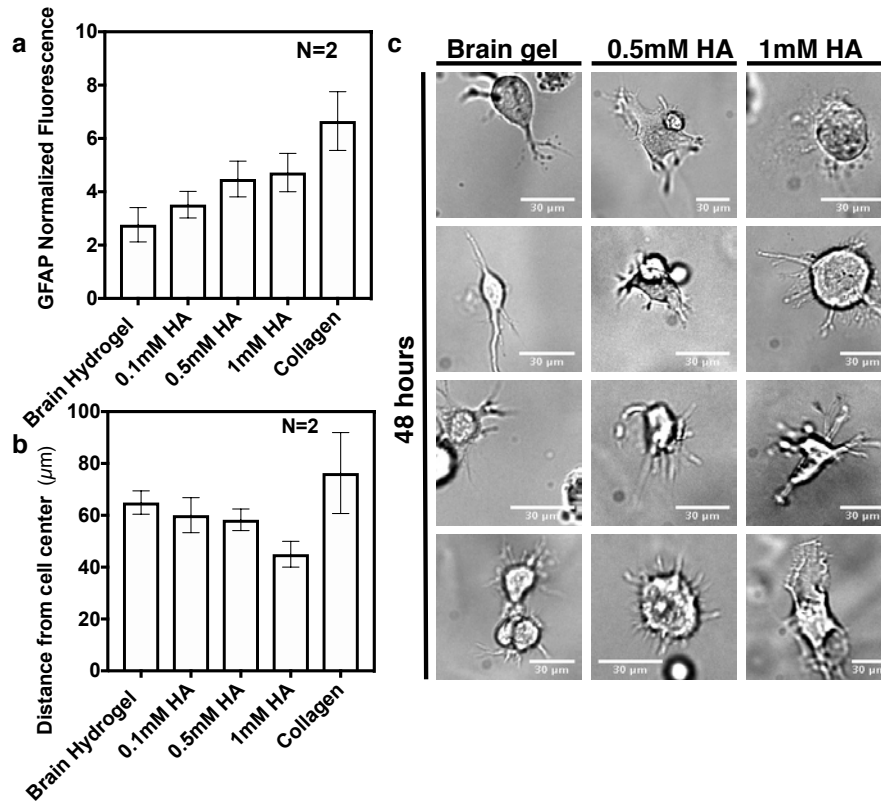 a
N=2
10
8
6
4
2
0
GFAP Normalized Fluorescence
Brain Hydrogel
0.1mM HA
0.5mM HA
1mM HA
Collagen
b
N=2
100
80
60
40
20
0
Distance from cell center (µm)
Brain Hydrogel
0.1mM HA
0.5mM HA
1mM HA
Collagen
c
Brain gel 0.5mM HA 1mM HA
48 hours
30 µm 30 µm 30 µm
30 µm 30 µm 30 µm
30 µm 30 µm 30 µm
30 µm 30 µm 30 µm